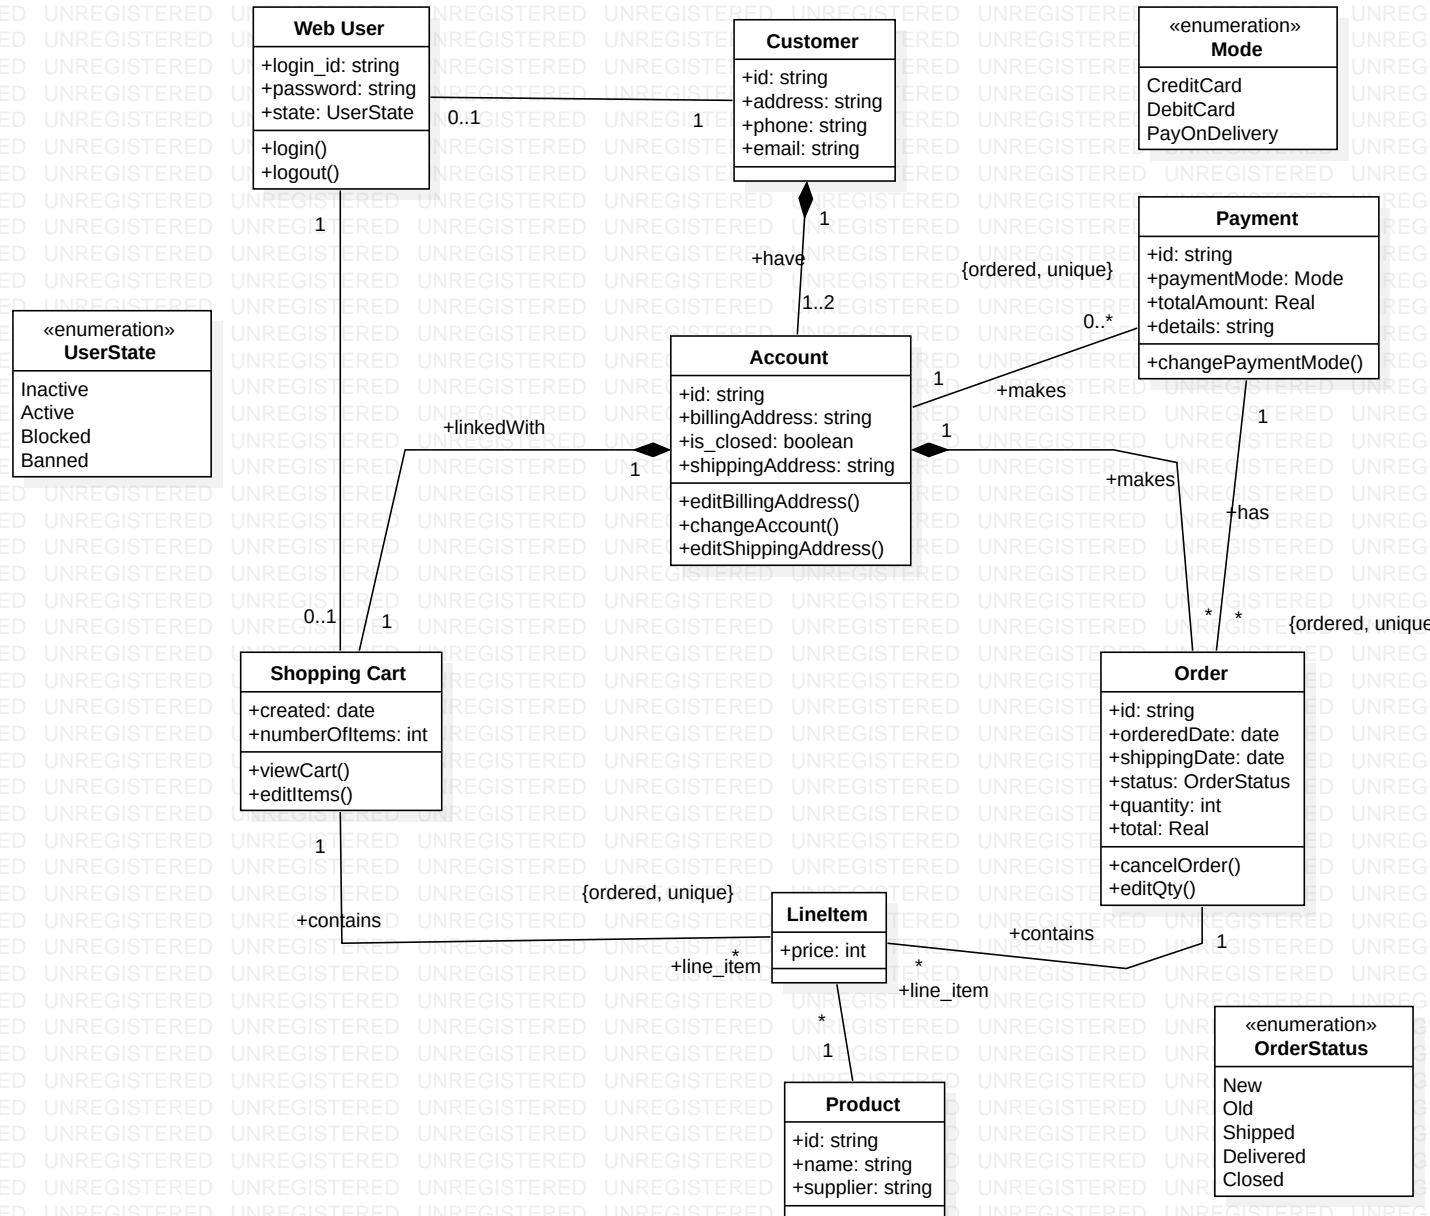 Web User
+login_id: string
+password: string
+state: UserState
+login()
+logout()
Customer
+id: string
+address: string
+phone: string
+email: string
«enumeration»
Mode
CreditCard
DebitCard
PayOnDelivery
0..1
1
1
1
+have
1..2
Payment
+id: string
+paymentMode: Mode
+totalAmount: Real
+details: string
+changePaymentMode()
{ordered, unique}
0..*
1
+makes
«enumeration»
UserState
Inactive
Active
Blocked
Banned
Account
+id: string
+billingAddress: string
+is_closed: boolean
+shippingAddress: string
+editBillingAddress()
+changeAccount()
+editShippingAddress()
+linkedWith
1
1
+makes
1
+has
0..1
1
*
*
{ordered, unique
Shopping Cart
+created: date
+numberOfItems: int
+viewCart()
+editItems()
Order
+id: string
+orderedDate: date
+shippingDate: date
+status: OrderStatus
+quantity: int
+total: Real
+cancelOrder()
+editQty()
1
+contains
{ordered, unique}
*
+line_item
LineItem
+price: int
+contains
1
*
+line_item
*
1
Product
+id: string
+name: string
+supplier: string
«enumeration»
OrderStatus
New
Old
Shipped
Delivered
Closed
UNREGISTERED